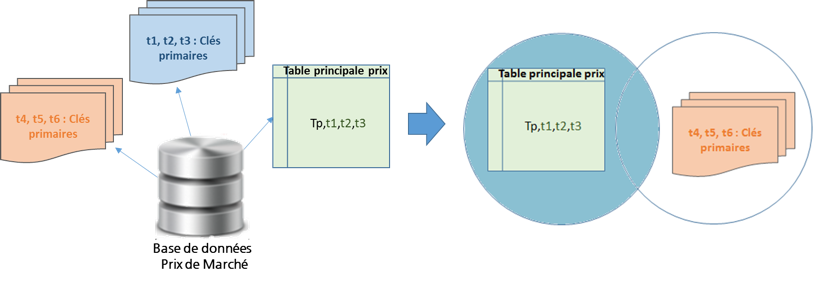 t1, t2, t3 : Clés
primaires
t4, t5, t6 : Clés
primaires
Table principale prix
Tp,t1,t2,t3
Base de données
Prix de Marché
Table principale prix
Tp,t1,t2,t3
t4, t5, t6 : Clés
primaires